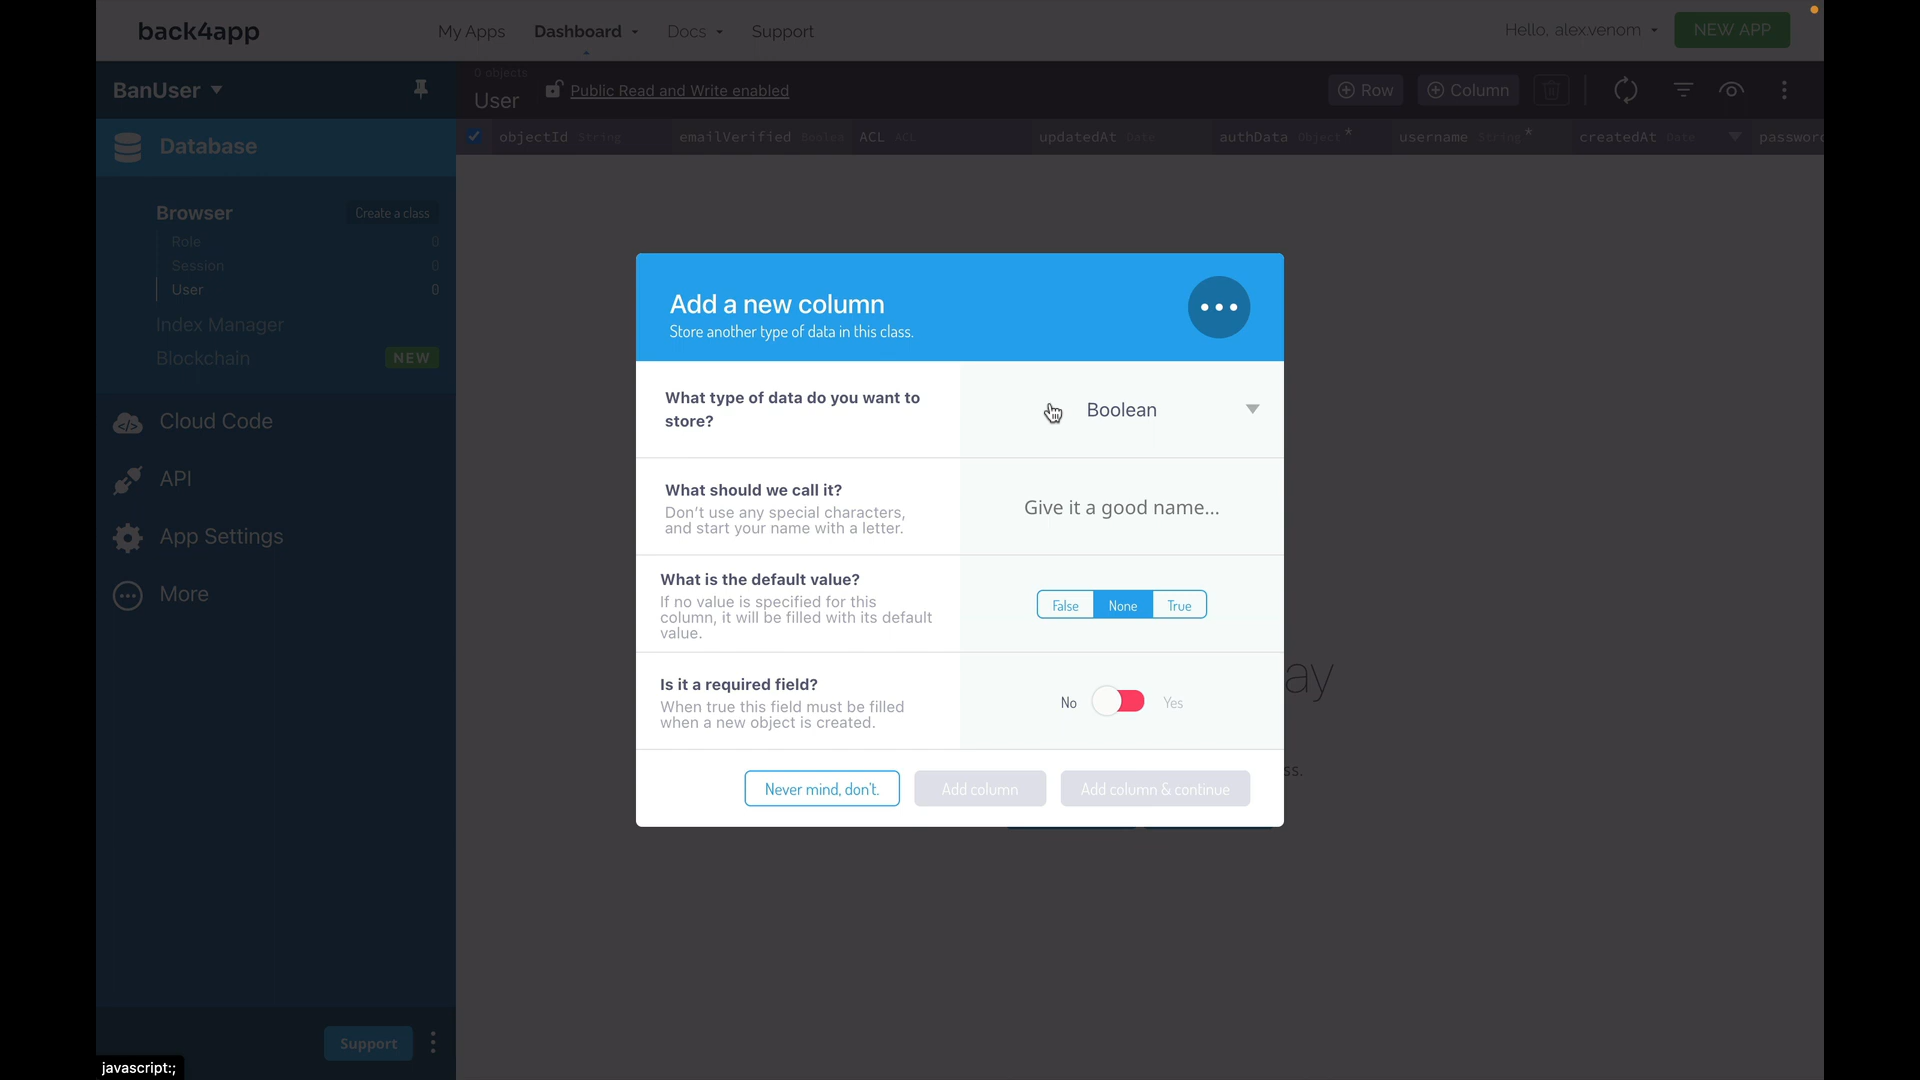 back4app
My Apps
Dashboard
Docs
Support
Hello, alex.venom
NEW APP
BanUser
0 objects
User
Public Read and Write enabled
Row
Column
Database
objectId String
emailVerified Boolea
ACL ACL
updatedAt Date
authData Object *
username String *
createdAt Date
passwor
Browser
Create a class
Role 0
Session 0
User 0
Index Manager
Blockchain NEW
Cloud Code
API
App Settings
More
Add a new column
Store another type of data in this class.
What type of data do you want to
store?
Boolean
What should we call it?
Don't use any special characters,
and start your name with a letter.
Give it a good name...
What is the default value?
If no value is specified for this
column, it will be filled with its default
value.
False None True
Is it a required field?
When true this field must be filled
when a new object is created.
No Yes
Never mind, don't.
Add column
Add column & continue
ay
ss.
Support
javascript:;